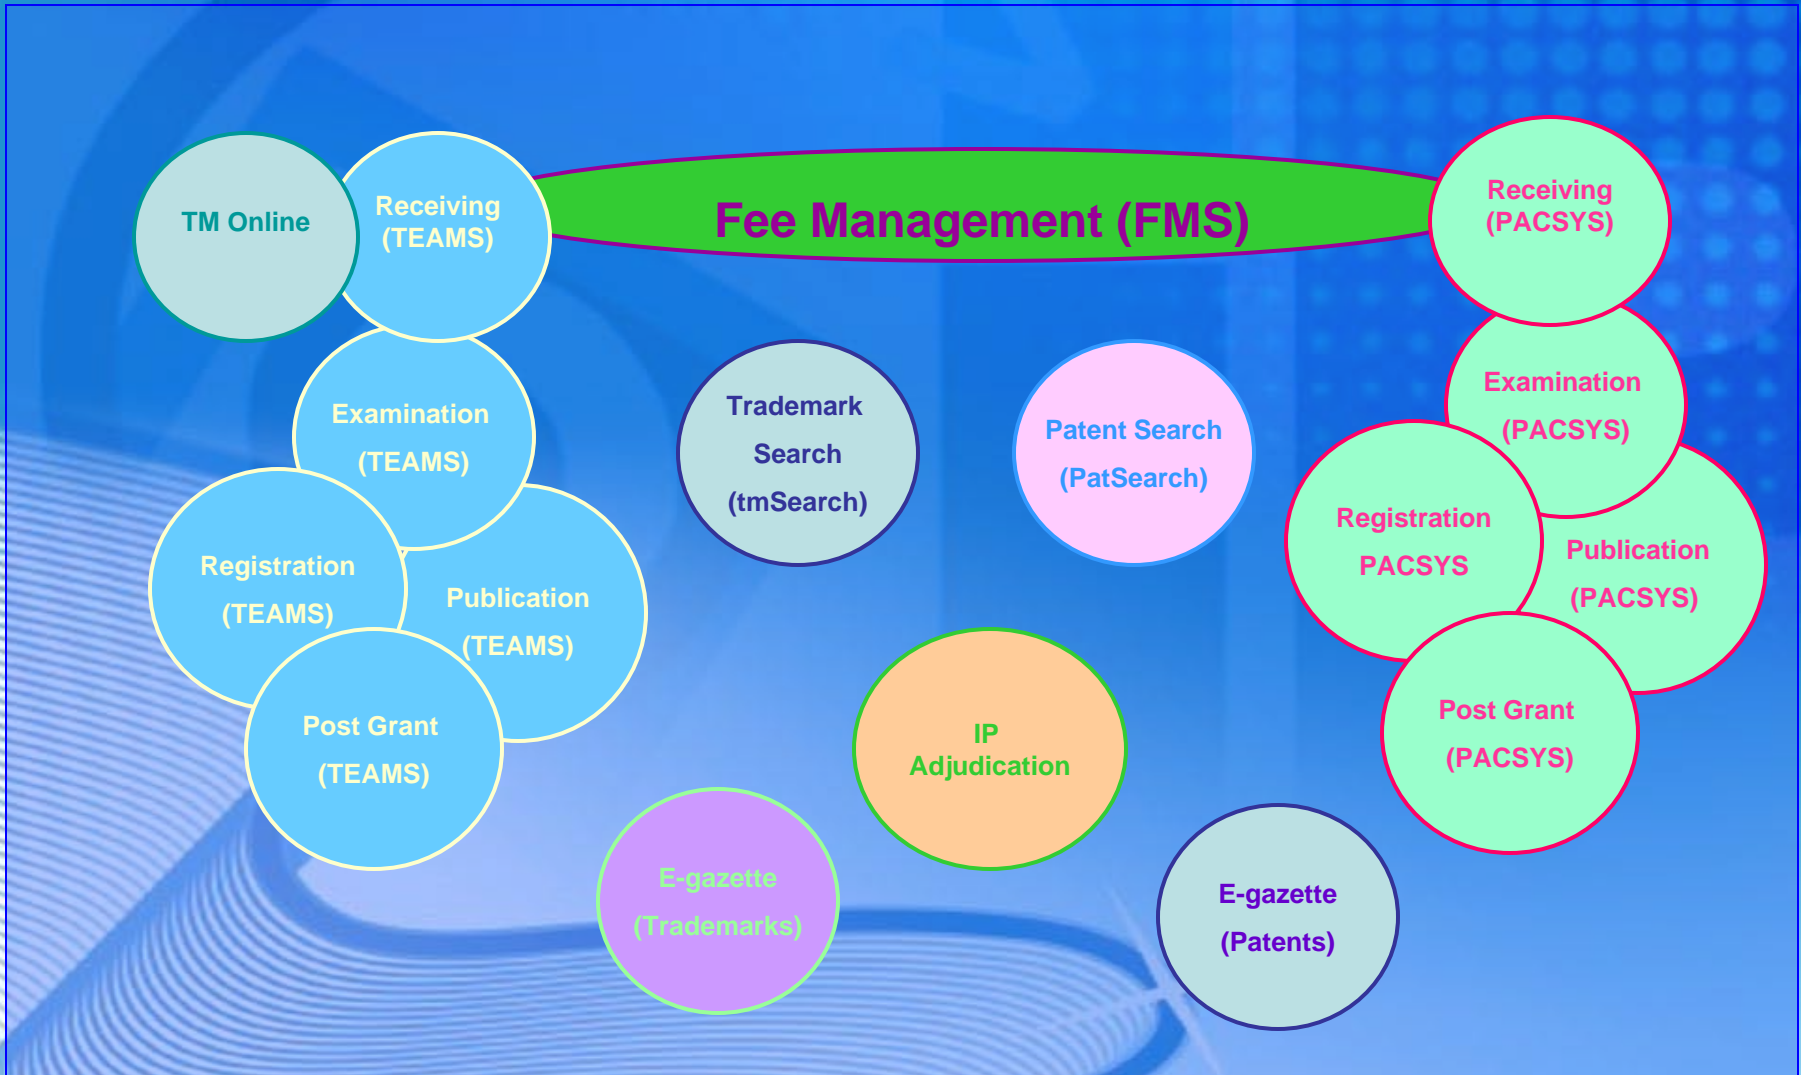 TM Online
Receiving
(TEAMS)
Fee Management (FMS)
Receiving
(PACSYS)
Examination
(TEAMS)
Trademark
Search
(tmSearch)
Patent Search
(PatSearch)
Examination
(PACSYS)
Registration
(TEAMS)
Publication
(TEAMS)
Registration
PACSYS
Publication
(PACSYS)
Post Grant
(TEAMS)
IP
Adjudication
Post Grant
(PACSYS)
E-gazette
(Trademarks)
E-gazette
(Patents)